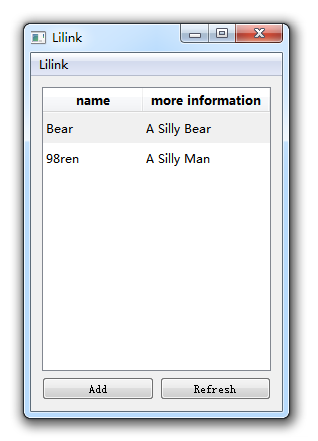 Lilink
Lilink
name more information
Bear A Silly Bear
98ren A Silly Man
Add Refresh